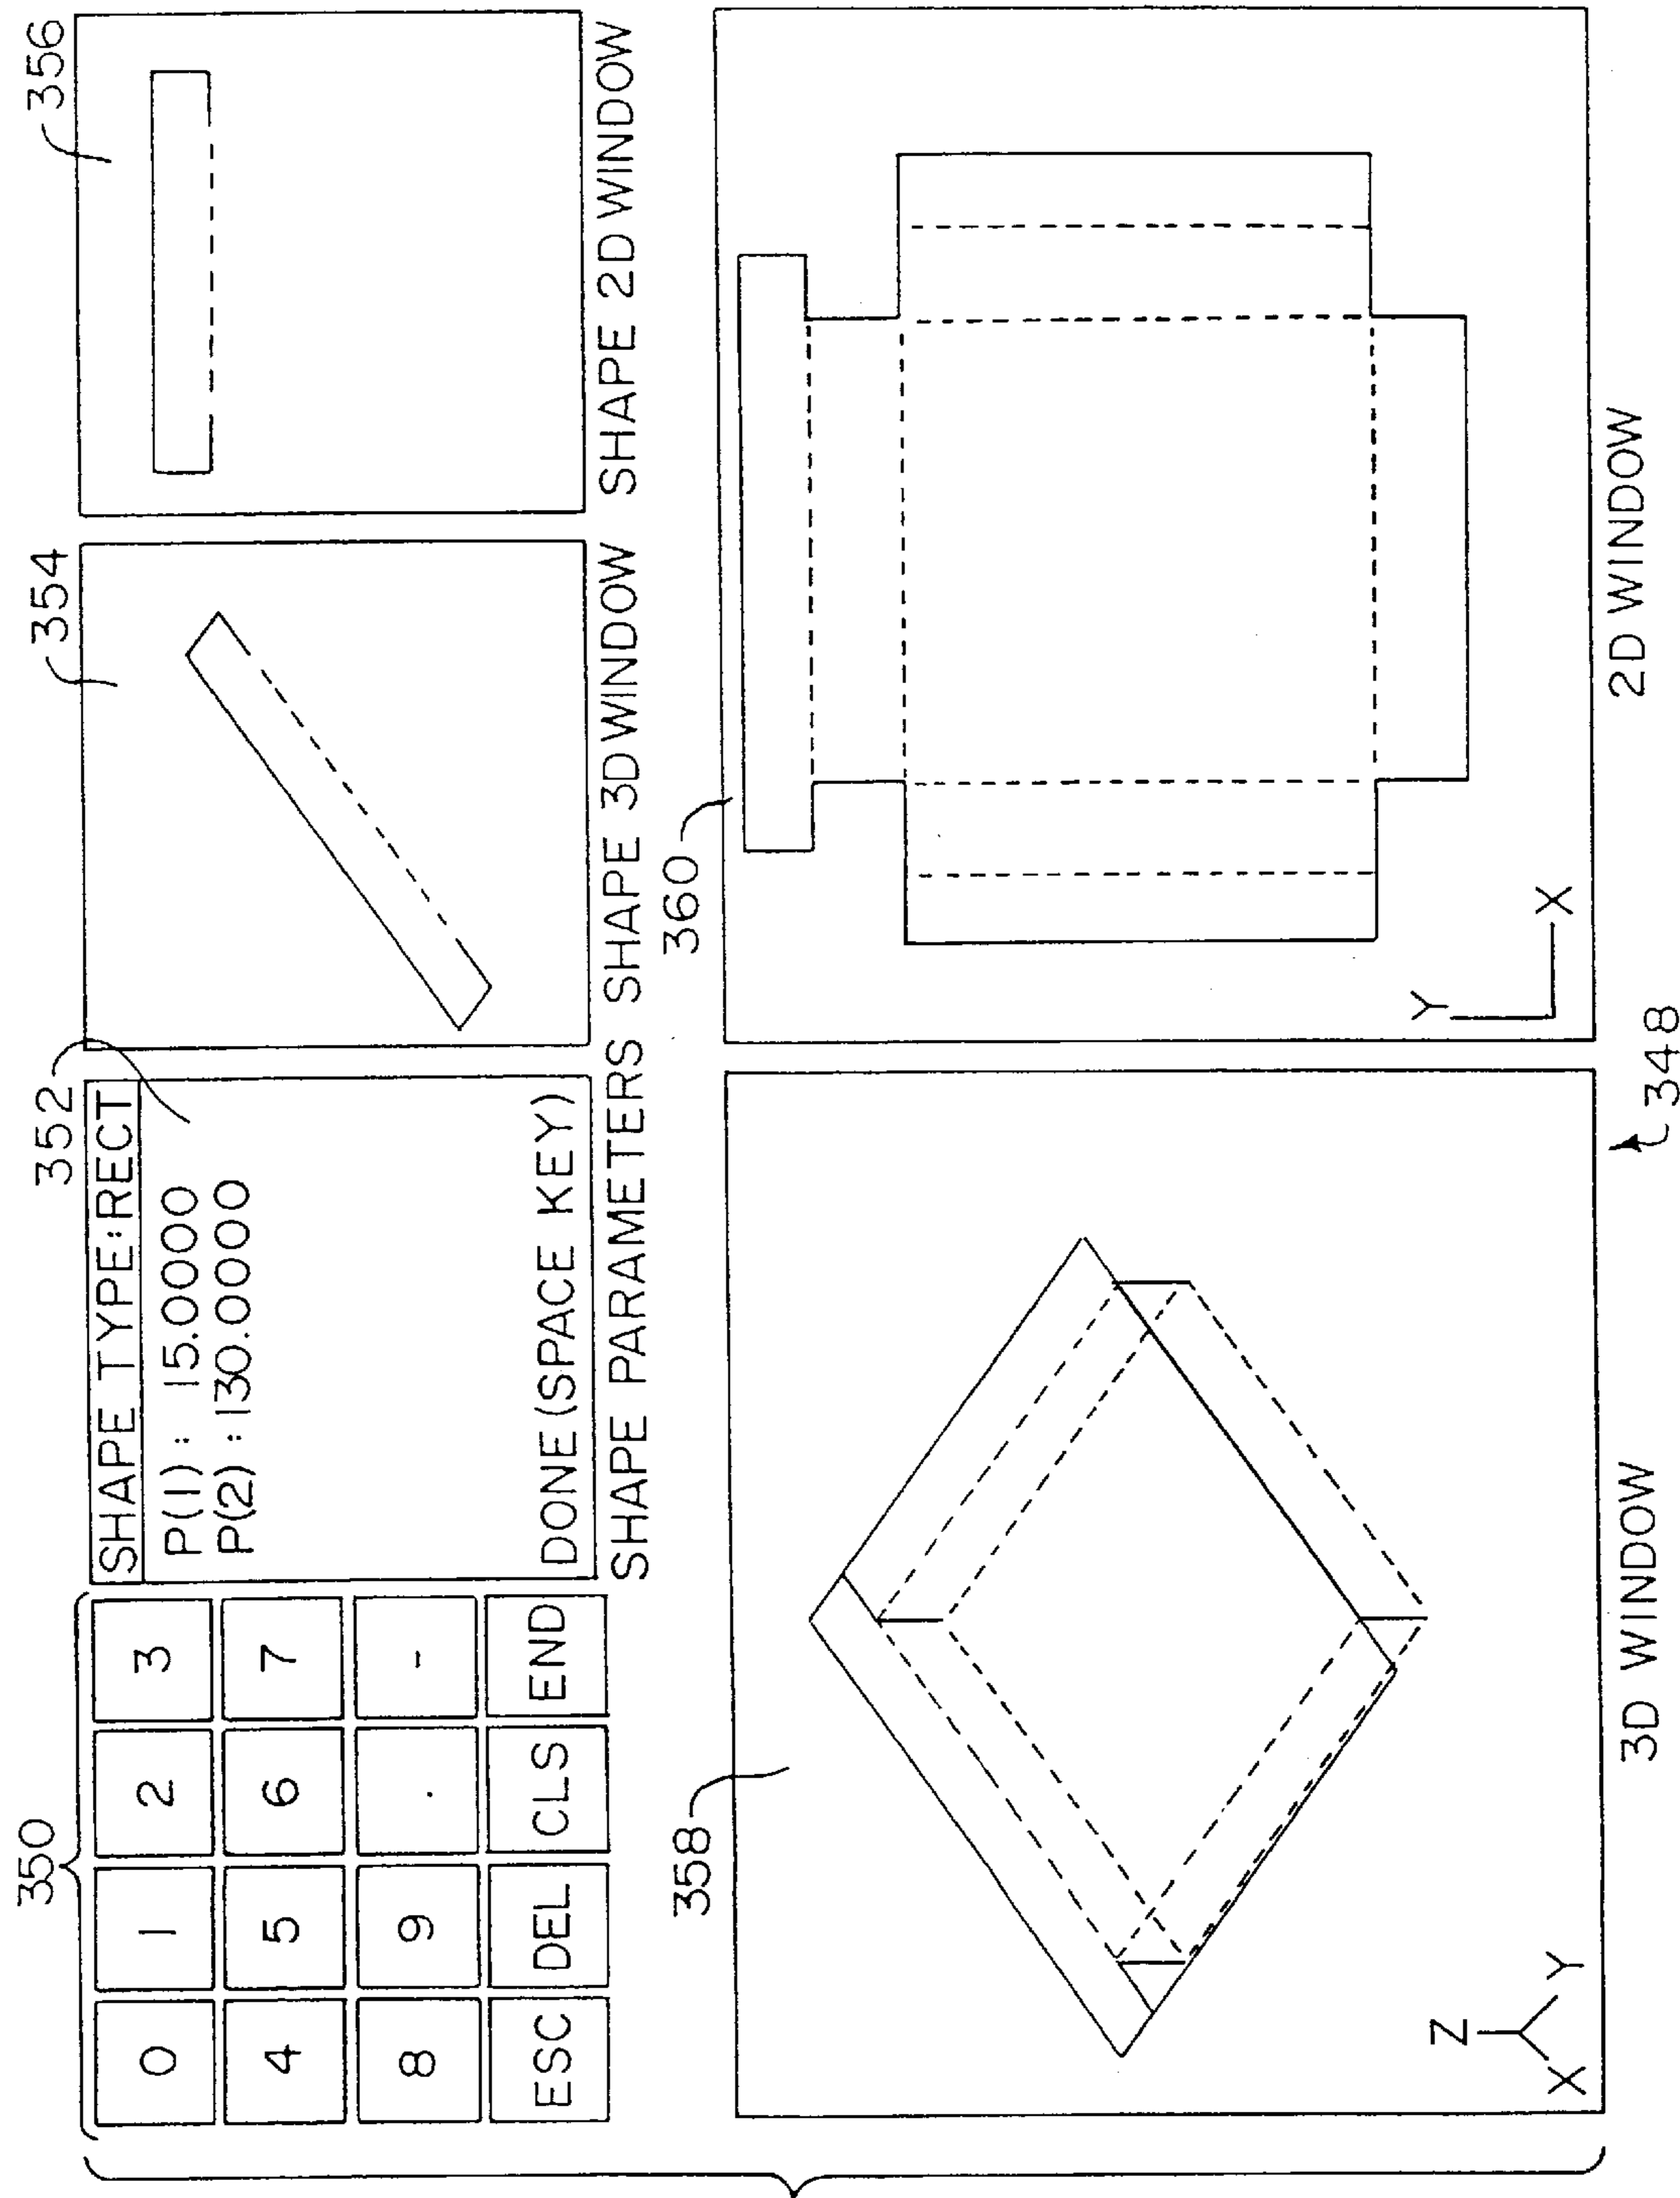 350
352
354
356
0 1 2 3
4 5 6 7
8 9 . -
ESC DEL CLS END
SHAPE TYPE:RECT
P(1): 15.0000
P(2):130.0000
DONE(SPACE KEY)
SHAPE PARAMETERS
SHAPE 3D WINDOW
SHAPE 2D WINDOW
358
360
Z
X
Y
Y
X
3D WINDOW
2D WINDOW
348